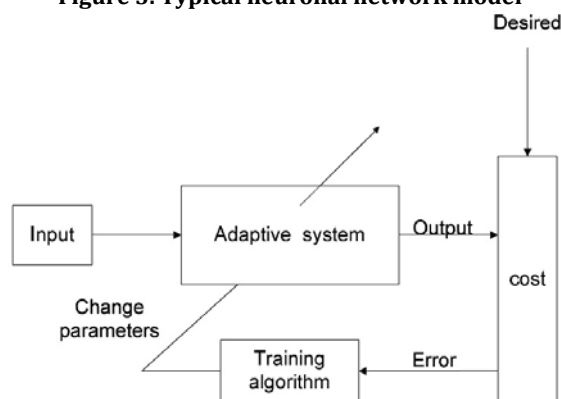 Figure 3. Typical neuronal network model
Desired
Input
Adaptive system
Output
cost
Change
parameters
Training
algorithm
Error